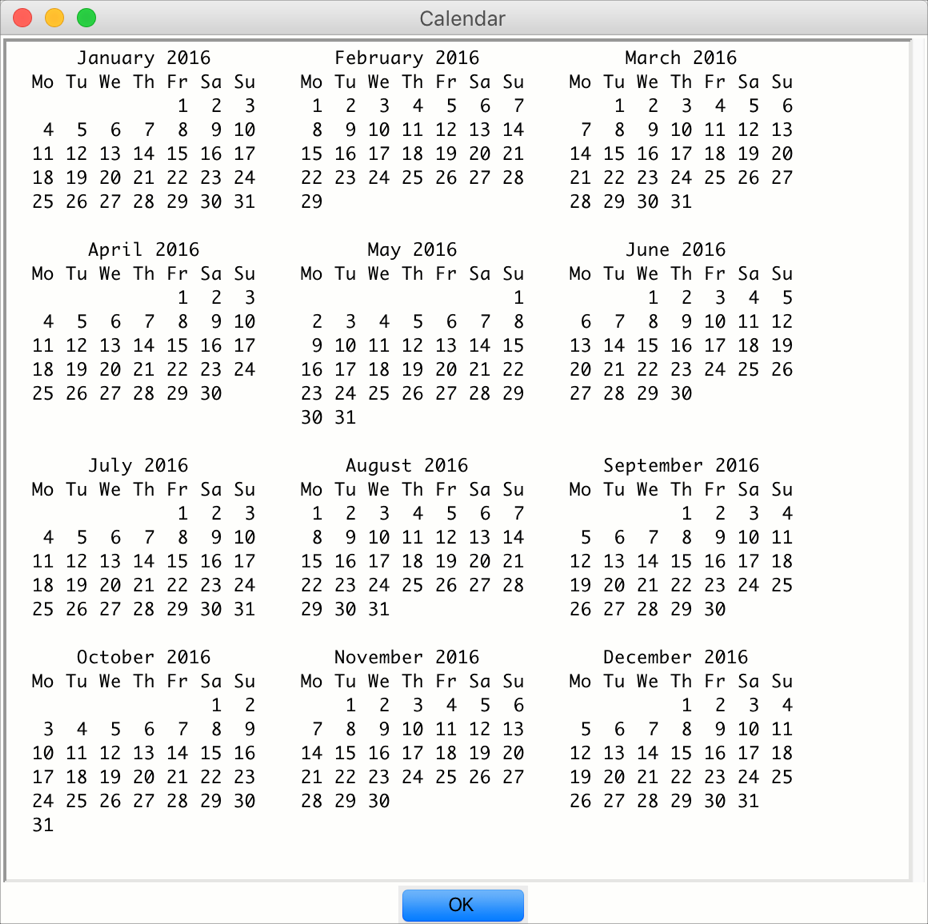 Calendar
January 2016 February 2016 March 2016
Mo Tu We Th Fr Sa Su Mo Tu We Th Fr Sa Su Mo Tu We Th Fr Sa Su
1 2 3 1 2 3 4 5 6 7 1 2 3 4 5 6
4 5 6 7 8 9 10 8 9 10 11 12 13 14 7 8 9 10 11 12 13
11 12 13 14 15 16 17 15 16 17 18 19 20 21 14 15 16 17 18 19 20
18 19 20 21 22 23 24 22 23 24 25 26 27 28 21 22 23 24 25 26 27
25 26 27 28 29 30 31 29 28 29 30 31
April 2016 May 2016 June 2016
Mo Tu We Th Fr Sa Su Mo Tu We Th Fr Sa Su Mo Tu We Th Fr Sa Su
1 2 3 1 1 2 3 4 5
4 5 6 7 8 9 10 2 3 4 5 6 7 8 6 7 8 9 10 11 12
11 12 13 14 15 16 17 9 10 11 12 13 14 15 13 14 15 16 17 18 19
18 19 20 21 22 23 24 16 17 18 19 20 21 22 20 21 22 23 24 25 26
25 26 27 28 29 30 23 24 25 26 27 28 29 27 28 29 30
30 31
July 2016 August 2016 September 2016
Mo Tu We Th Fr Sa Su Mo Tu We Th Fr Sa Su Mo Tu We Th Fr Sa Su
1 2 3 1 2 3 4 5 6 7 1 2 3 4
4 5 6 7 8 9 10 8 9 10 11 12 13 14 5 6 7 8 9 10 11
11 12 13 14 15 16 17 15 16 17 18 19 20 21 12 13 14 15 16 17 18
18 19 20 21 22 23 24 22 23 24 25 26 27 28 19 20 21 22 23 24 25
25 26 27 28 29 30 31 29 30 31 26 27 28 29 30
October 2016 November 2016 December 2016
Mo Tu We Th Fr Sa Su Mo Tu We Th Fr Sa Su Mo Tu We Th Fr Sa Su
1 2 1 2 3 4 5 6 1 2 3 4
3 4 5 6 7 8 9 7 8 9 10 11 12 13 5 6 7 8 9 10 11
10 11 12 13 14 15 16 14 15 16 17 18 19 20 12 13 14 15 16 17 18
17 18 19 20 21 22 23 21 22 23 24 25 26 27 19 20 21 22 23 24 25
24 25 26 27 28 29 30 28 29 30 26 27 28 29 30 31
31
OK